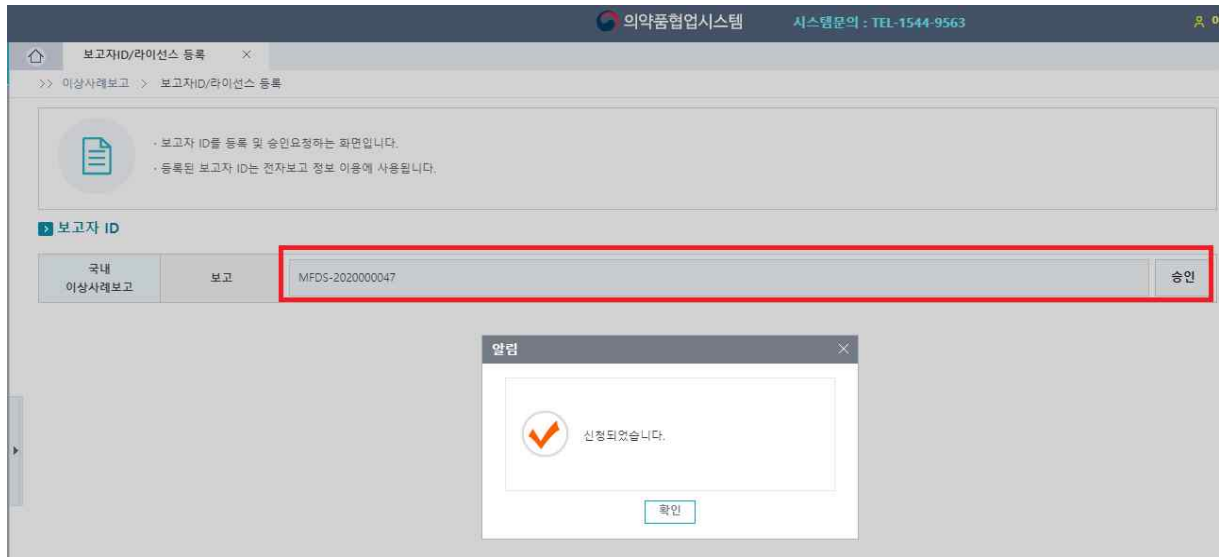 의약품협업시스템
시스템문의 : TEL-1544-9563
보고자ID/라이선스 등록 ×
>> 이상사례보고 > 보고자ID/라이선스 등록
· 보고자 ID를 등록 및 승인요청하는 화면입니다.
· 등록된 보고자 ID는 전자보고 정보 이용에 사용됩니다.
보고자 ID
국내
이상사례보고
보고
MFDS-2020000047
승인
알림
신청되었습니다.
확인